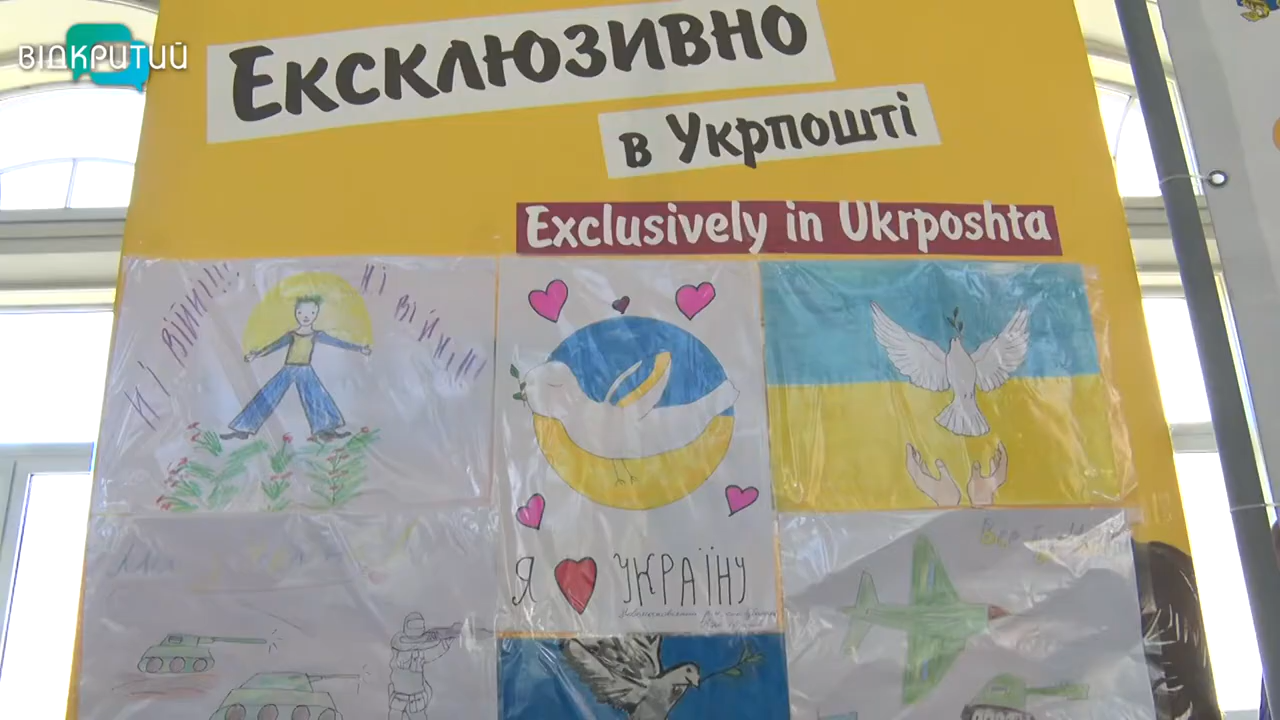 ВІДКРИТИЙ
Ексклюзивно
в Укрпошті
Exclusively in Ukrposhta
НІ ВІЙНІ!!!
НІ ВІЙНІ!!!
Я УКРАЇНУ